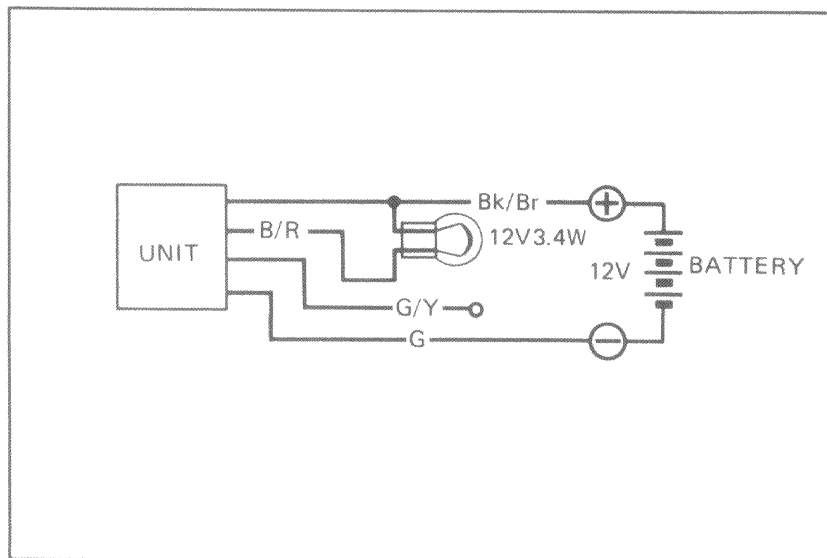 Bk/Br
B/R
12V3.4W
UNIT
12V
BATTERY
G/Y
G